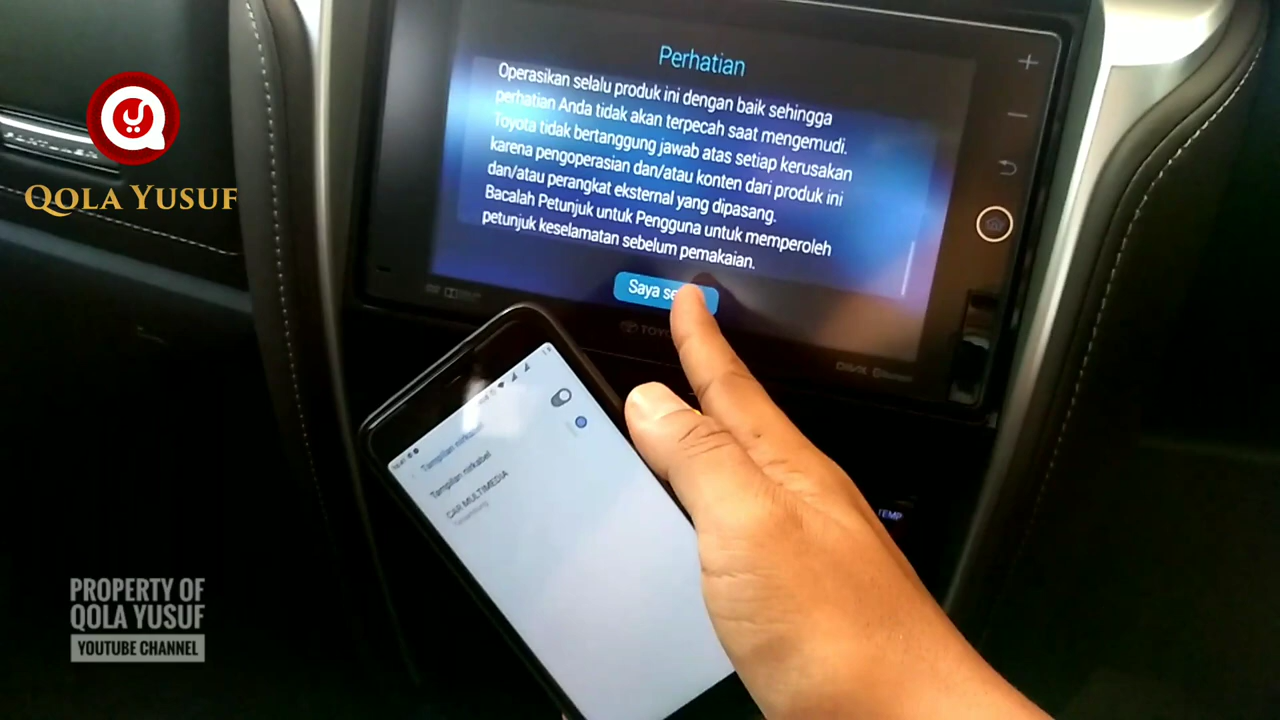 Perhatian
Operasikan selalu produk ini dengan baik sehingga
perhatian Anda tidak akan terpecah saat mengemudi.
Toyota tidak bertanggung jawab atas setiap kerusakan
karena pengoperasian dan/atau konten dari produk ini
dan/atau perangkat eksternal yang dipasang.
Bacalah Petunjuk untuk Pengguna untuk memperoleh
petunjuk keselamatan sebelum pemakaian.
Saya
QOLA YUSUF
Tampilan nirkabel
Tampilan nirkabel
CAR MULTIMEDIA
TEMP
PROPERTY OF
QOLA YUSUF
YOUTUBE CHANNEL